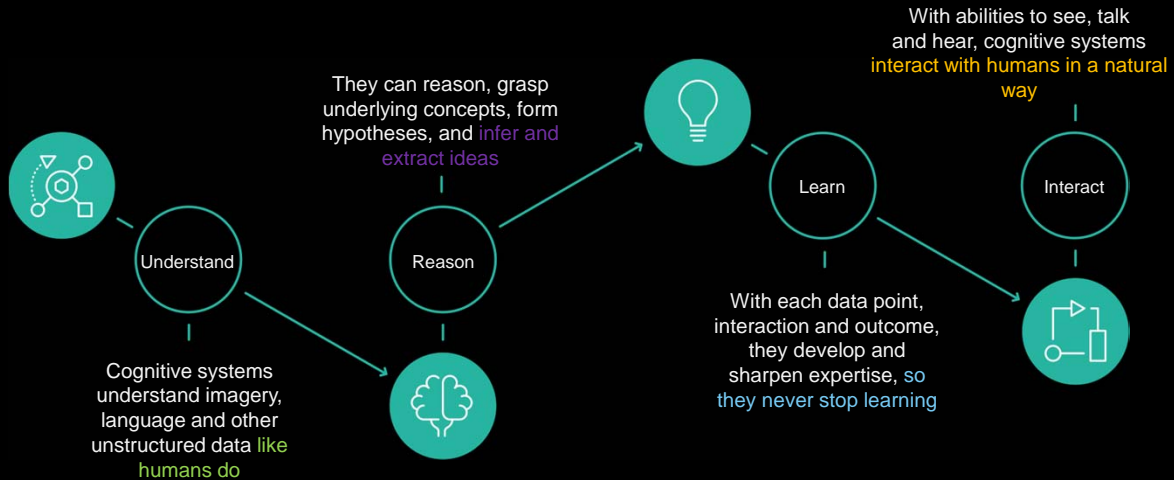 Understand
Cognitive systems
understand imagery,
language and other
unstructured data like
humans do
They can reason, grasp
underlying concepts, form
hypotheses, and infer and
extract ideas
Reason
Learn
With each data point,
interaction and outcome,
they develop and
sharpen expertise, so
they never stop learning
With abilities to see, talk
and hear, cognitive systems
interact with humans in a natural
way
Interact